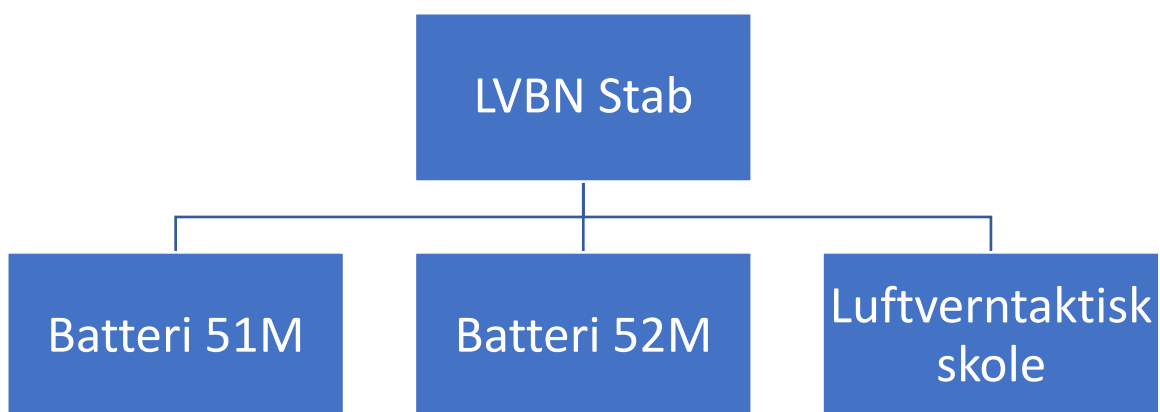 LVBN Stab
Batteri 51M
Batteri 52M
Luftverntaktisk
skole